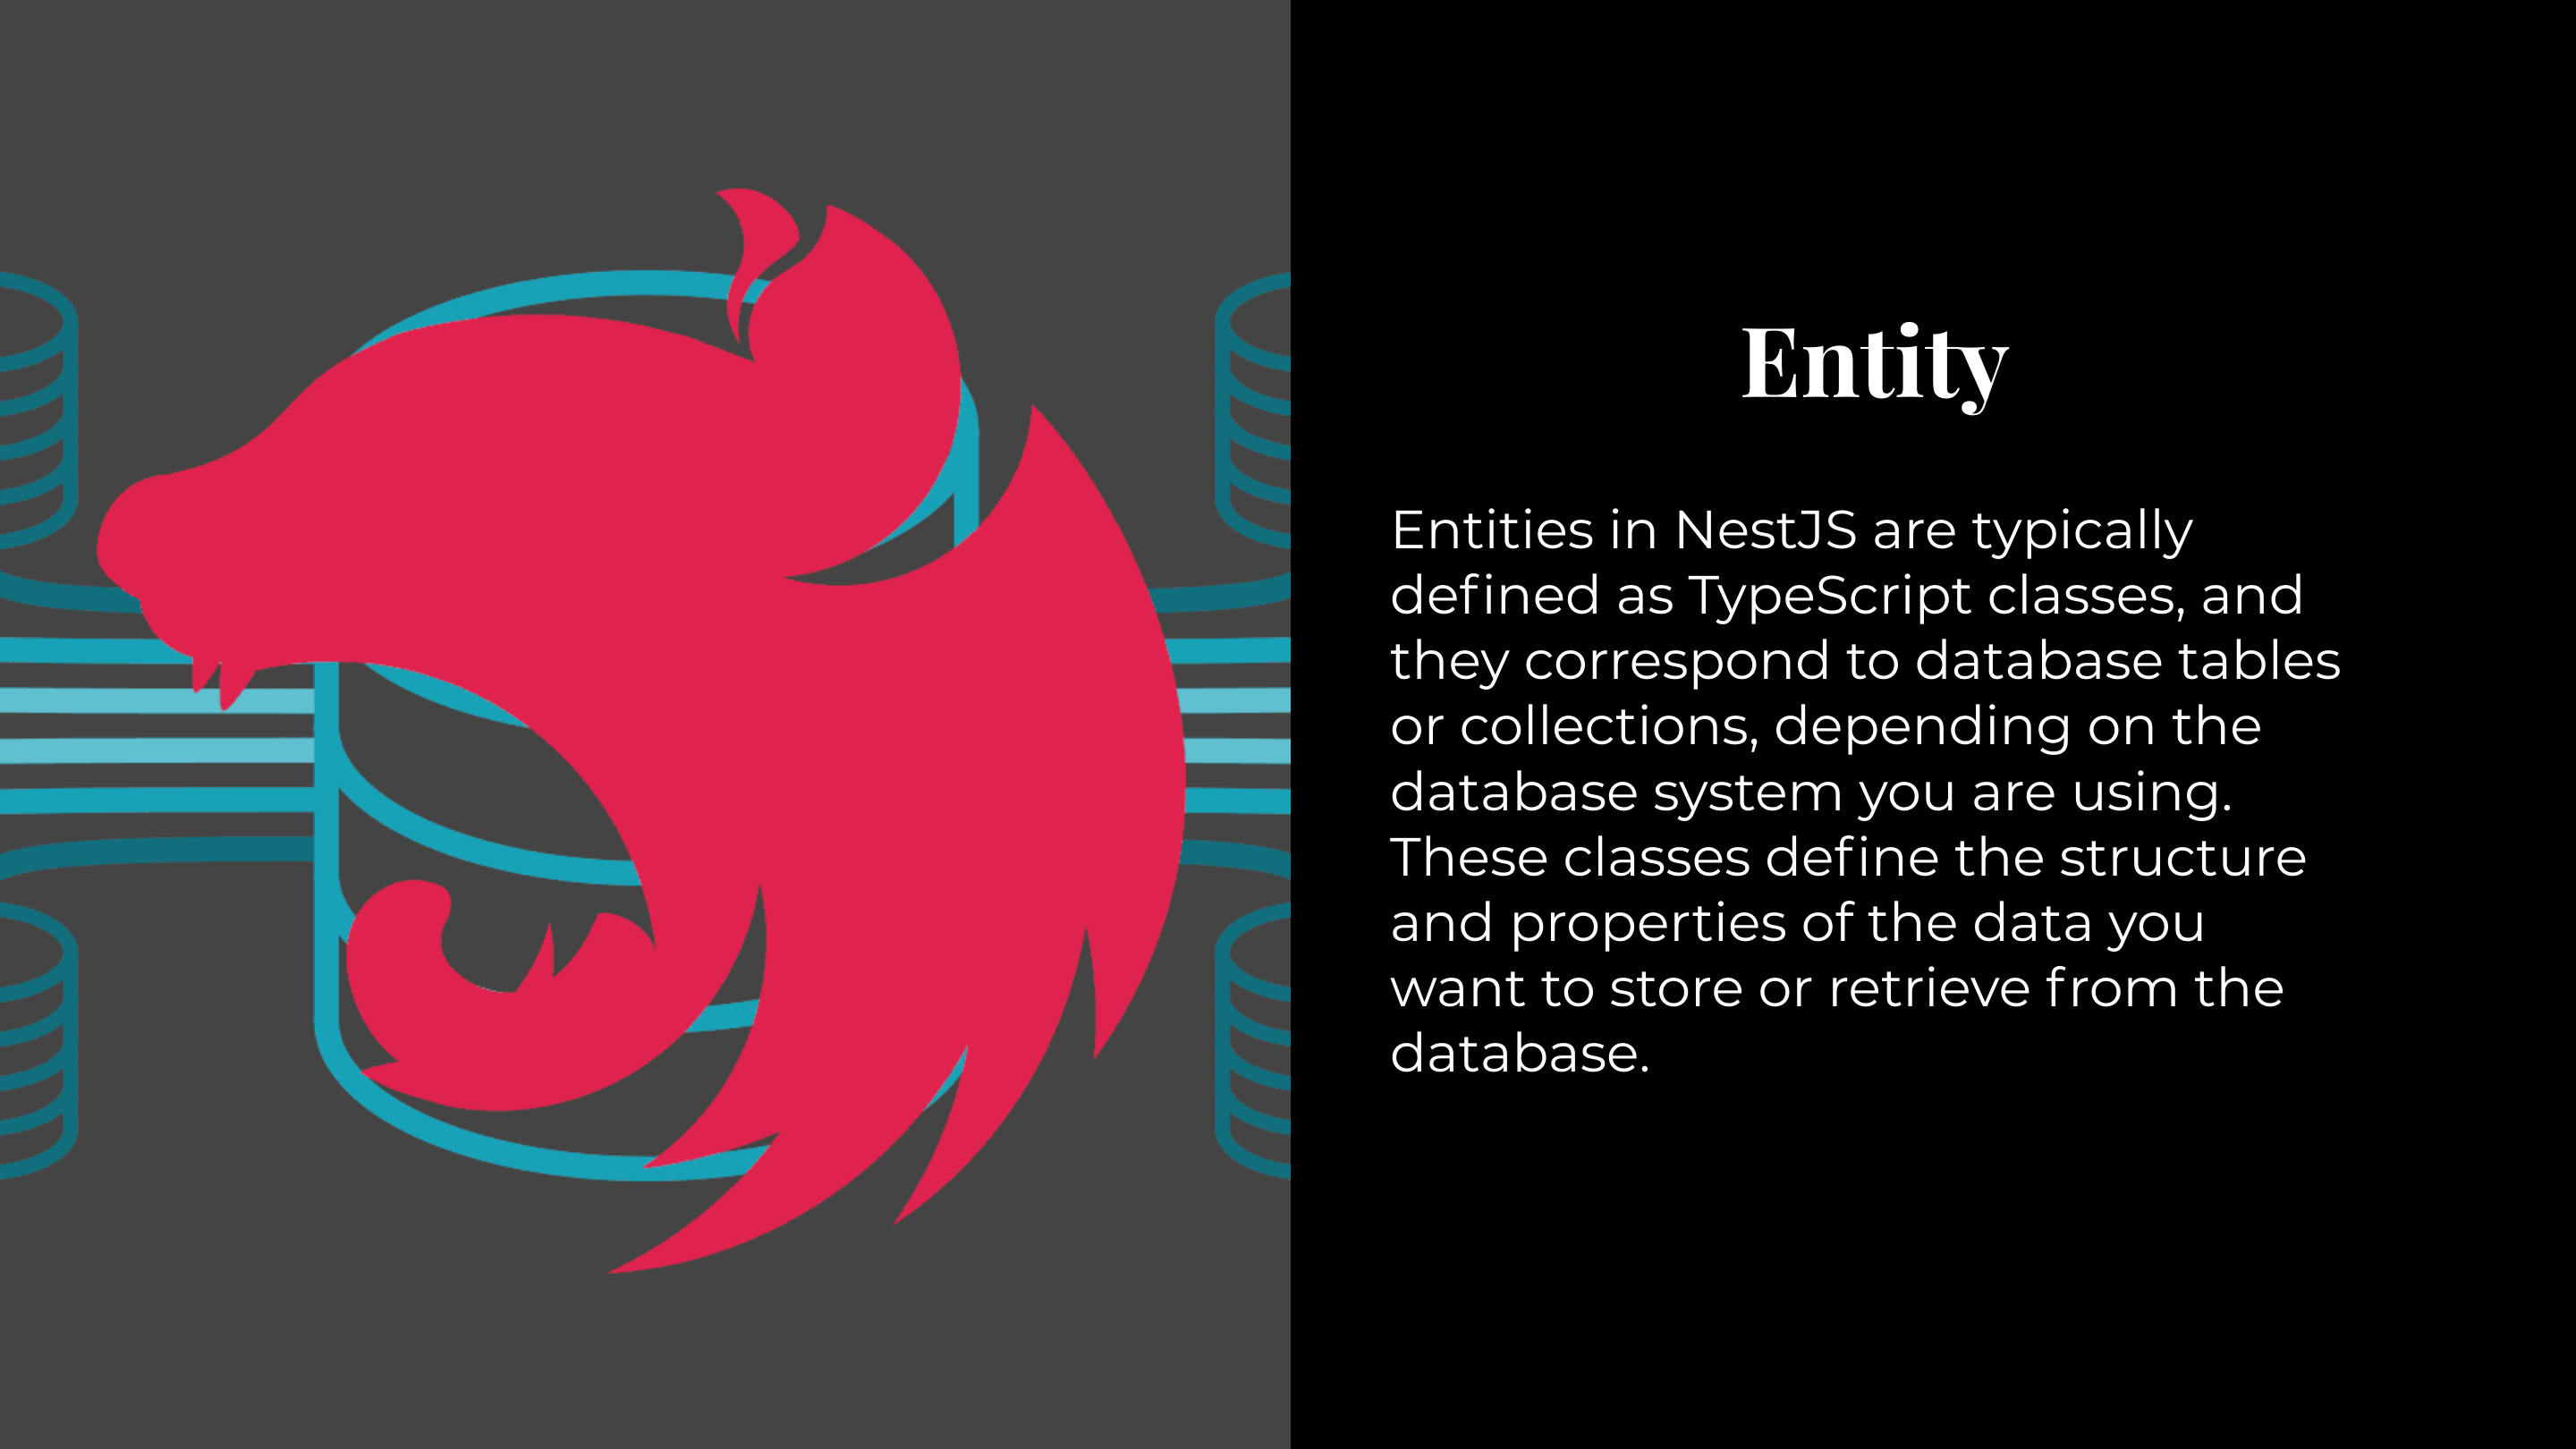 Entity
Entities in NestJS are typically
defined as TypeScript classes, and
they correspond to database tables
or collections, depending on the
database system you are using.
These classes define the structure
and properties of the data you
want to store or retrieve from the
database.